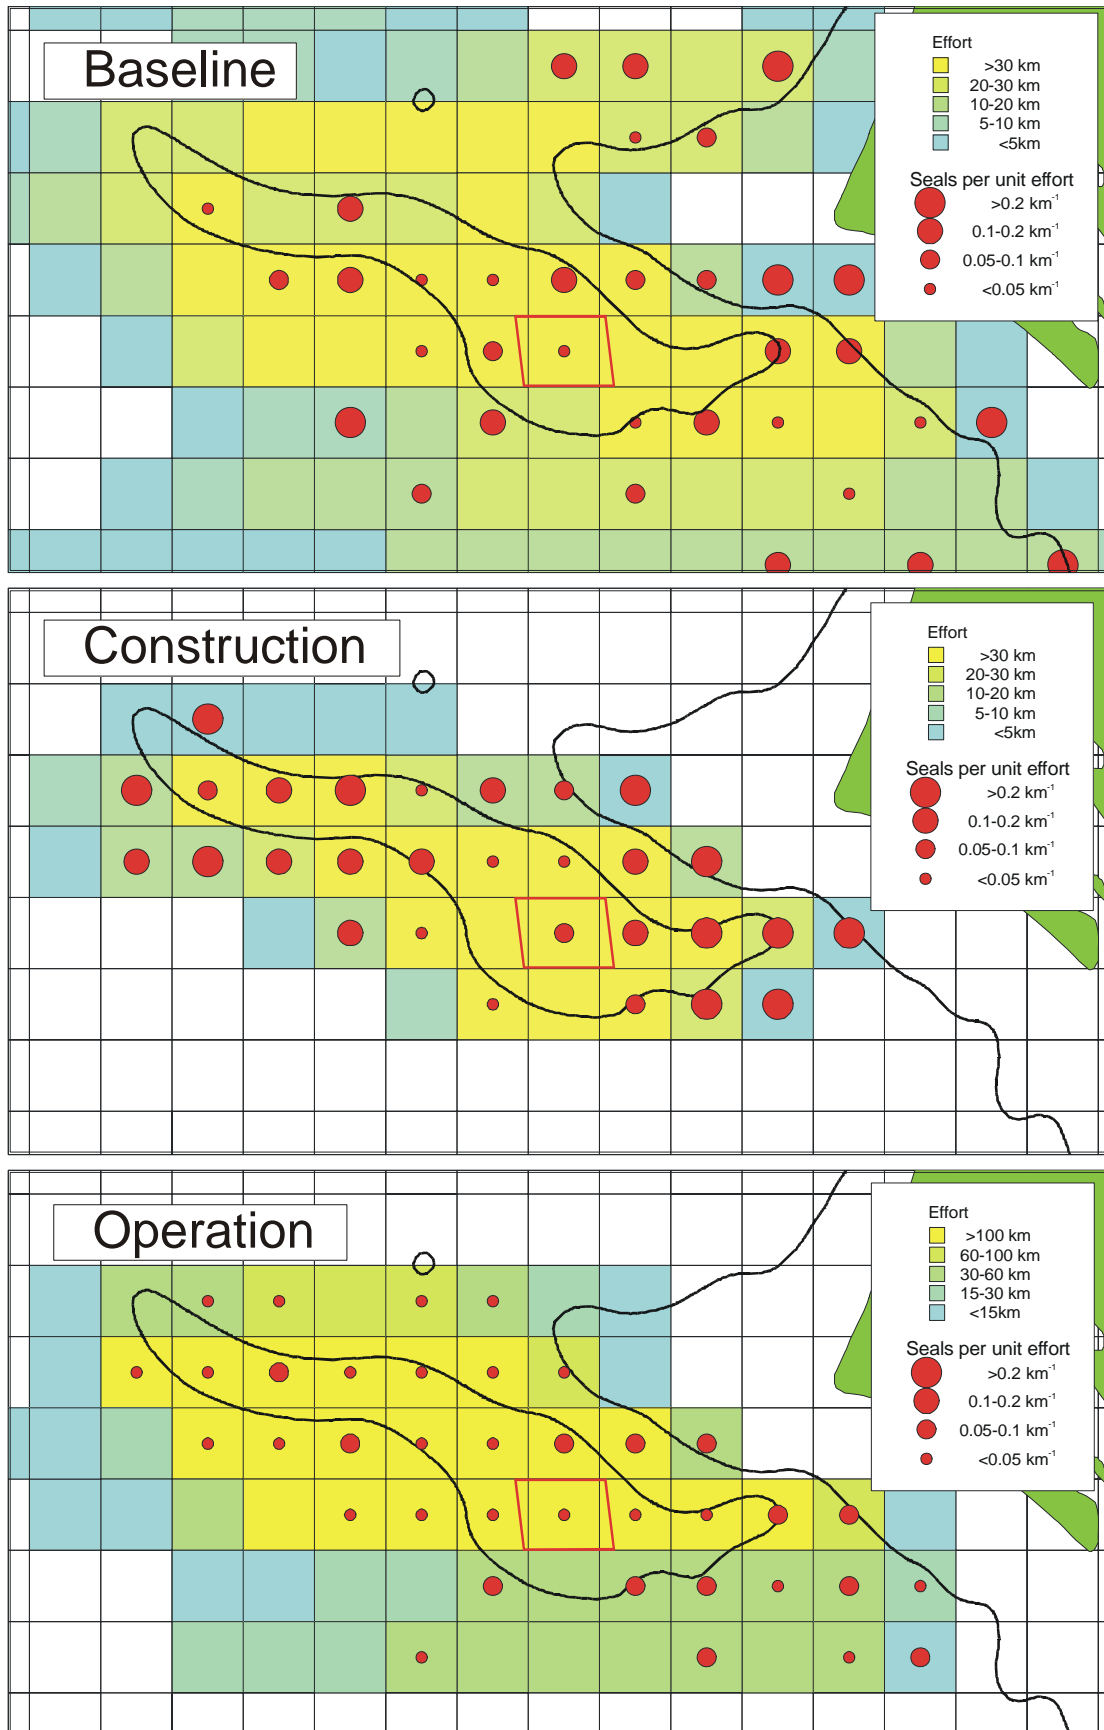 Baseline
Effort
>30 km
20-30 km
10-20 km
5-10 km
<5km
Seals per unit effort
>0.2 km⁻¹
0.1-0.2 km⁻¹
0.05-0.1 km⁻¹
<0.05 km⁻¹
Construction
Effort
>30 km
20-30 km
10-20 km
5-10 km
<5km
Seals per unit effort
>0.2 km⁻¹
0.1-0.2 km⁻¹
0.05-0.1 km⁻¹
<0.05 km⁻¹
Operation
Effort
>100 km
60-100 km
30-60 km
15-30 km
<15km
Seals per unit effort
>0.2 km⁻¹
0.1-0.2 km⁻¹
0.05-0.1 km⁻¹
<0.05 km⁻¹